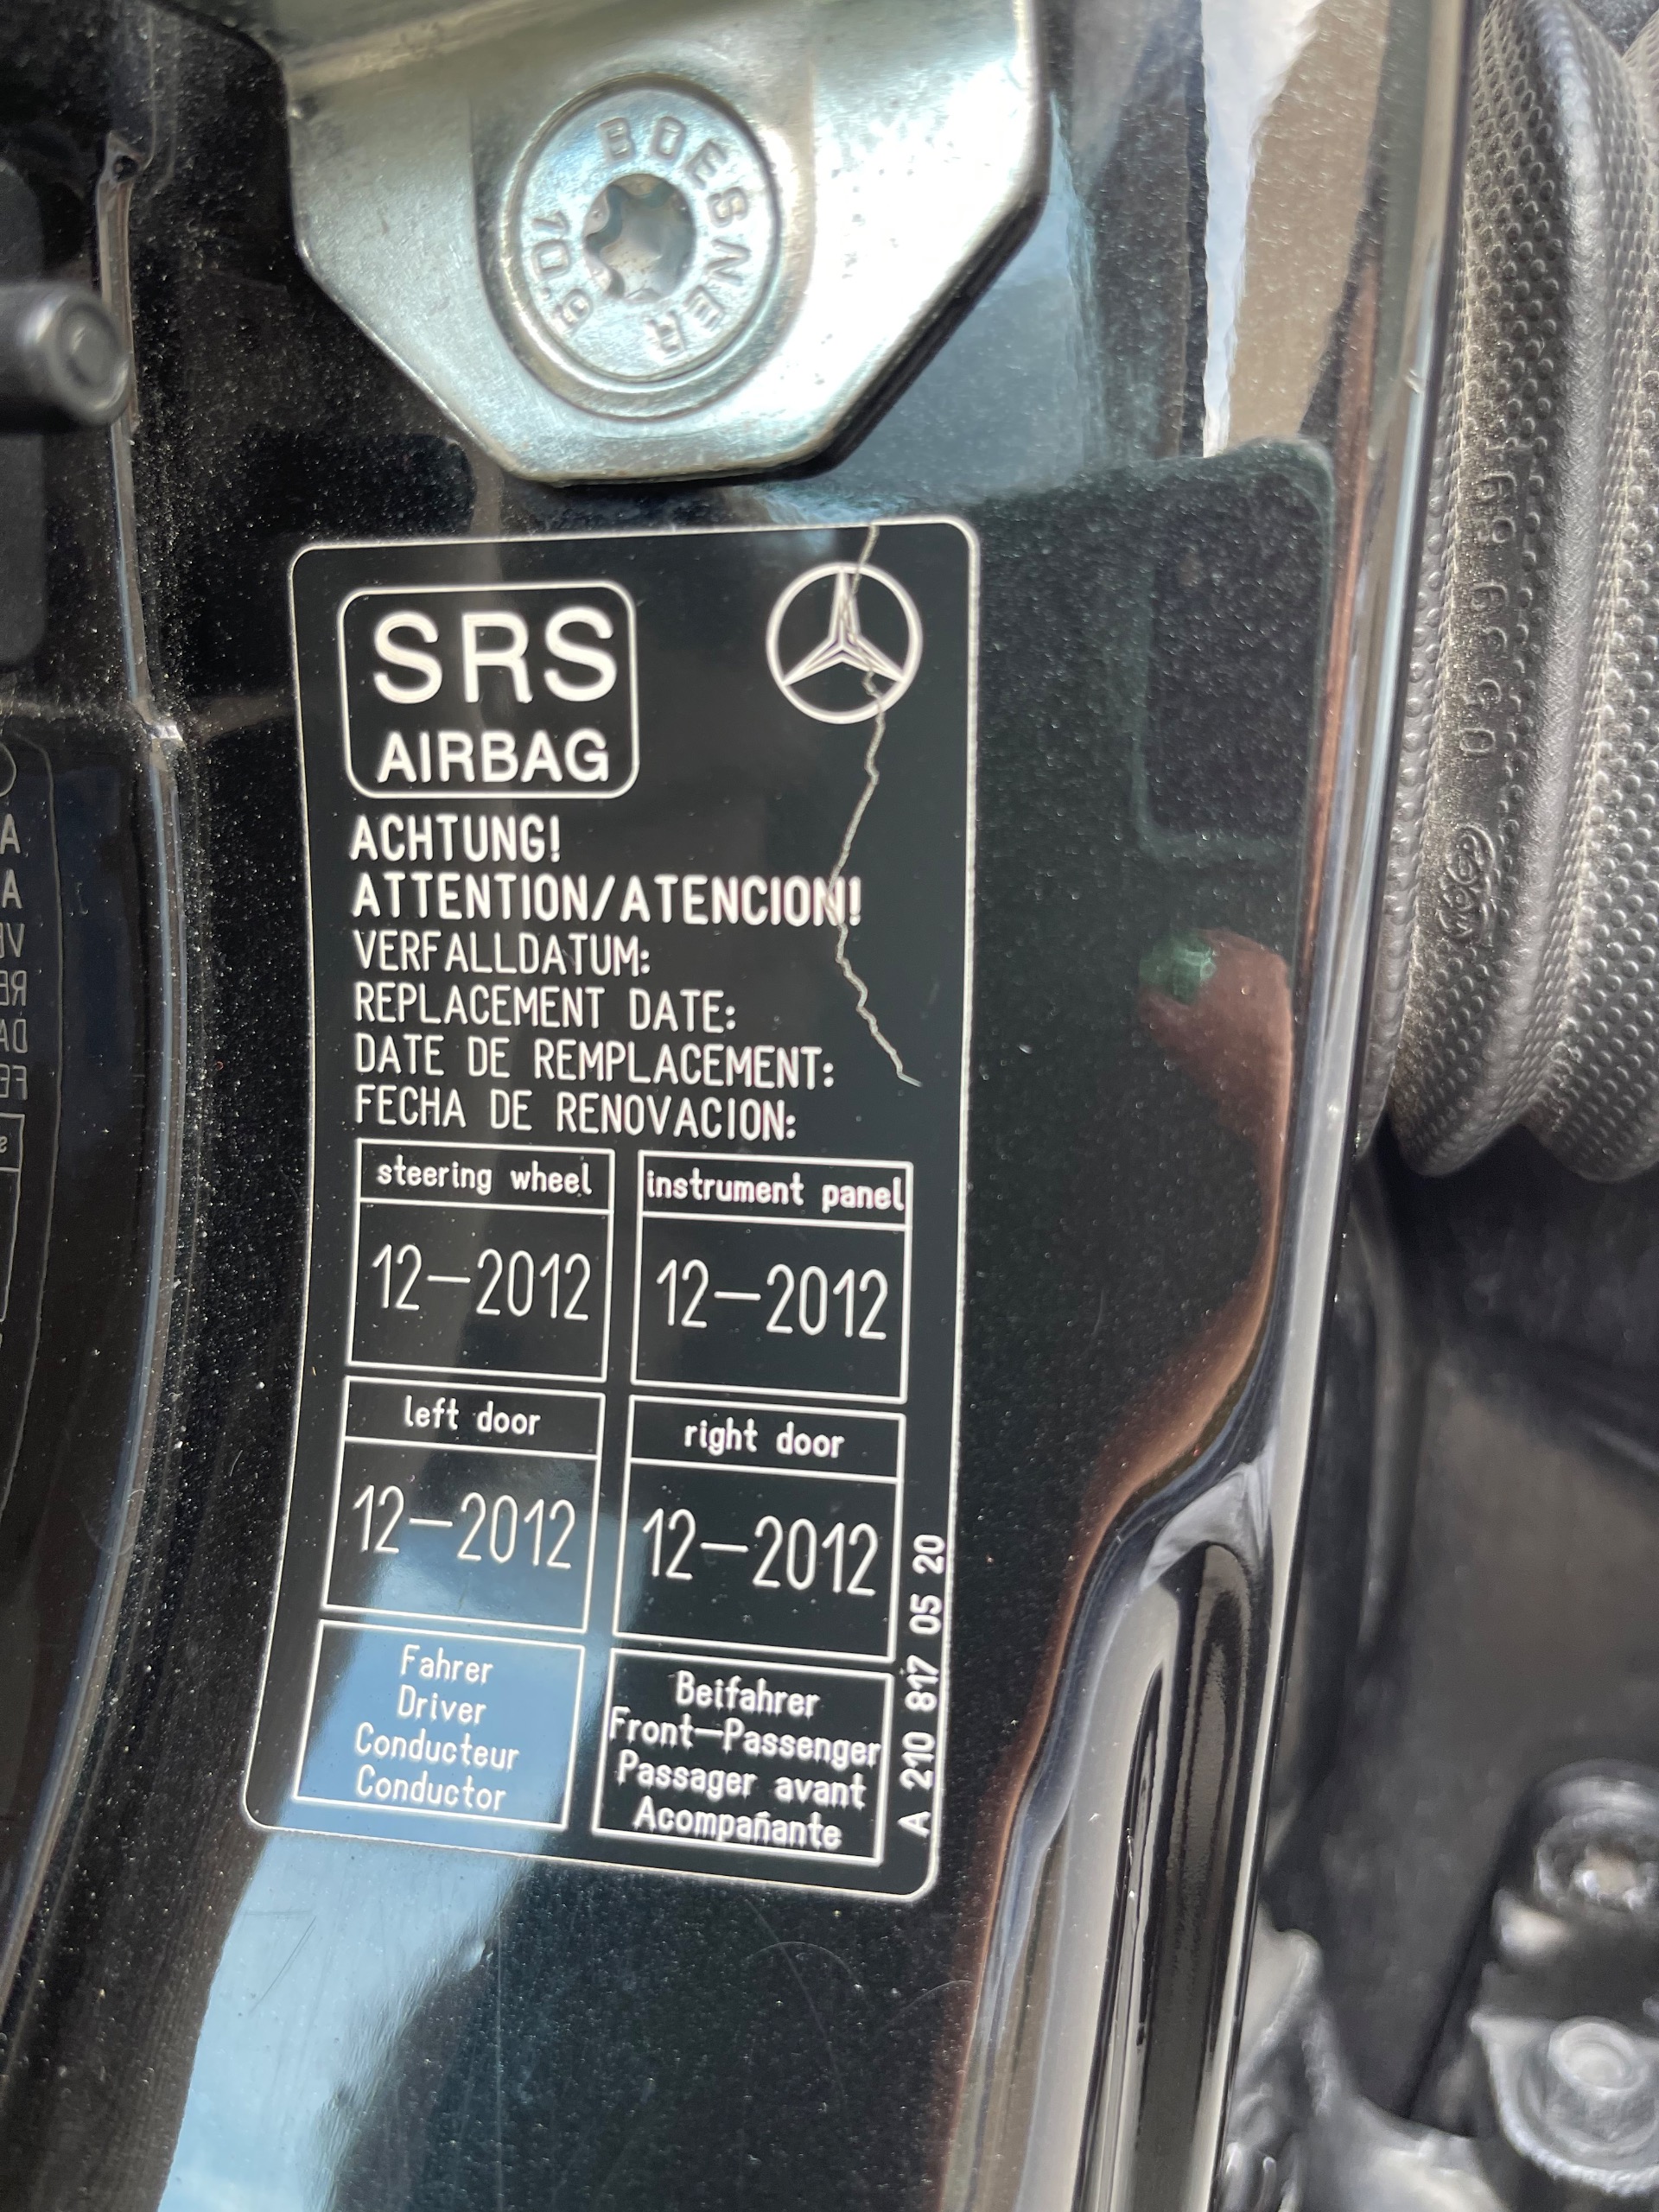 BOESNER
10.9
SRS
AIRBAG
ACHTUNG!
ATTENTION/ATENCION!
VERFALLDATUM:
REPLACEMENT DATE:
DATE DE REMPLACEMENT:
FECHA DE RENOVACION:
steering wheel
instrument panel
12-2012
12-2012
left door
right door
12-2012
12-2012
Fahrer
Driver
Conducteur
Conductor
Beifahrer
Front-Passenger
Passager avant
Acompañante
A 210 817 05 20